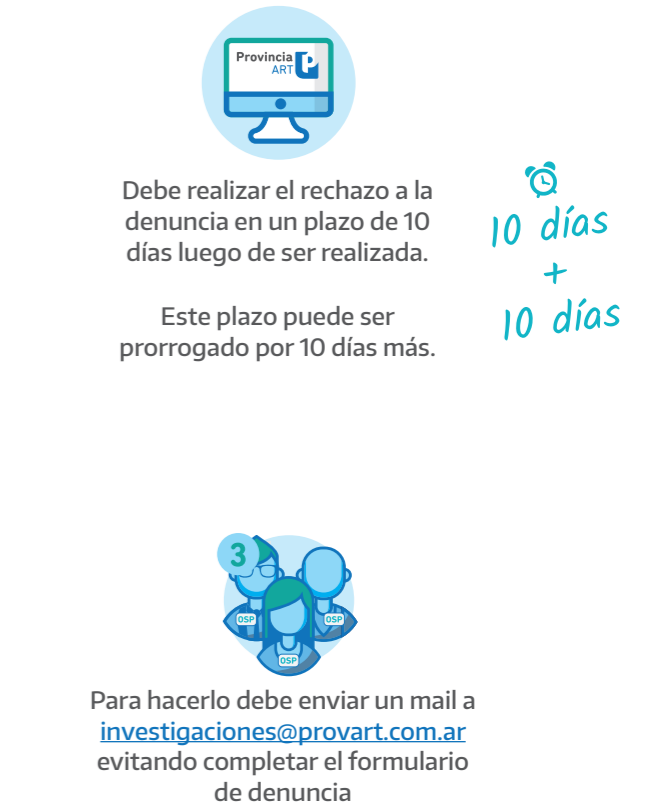 Provincia
ART
Debe realizar el rechazo a la
denuncia en un plazo de 10
días luego de ser realizada.
Este plazo puede ser
prorrogado por 10 días más.
10 días
+
10 días
3
OSP
OSP
OSP
Para hacerlo debe enviar un mail a
investigaciones@provart.com.ar
evitando completar el formulario
de denuncia